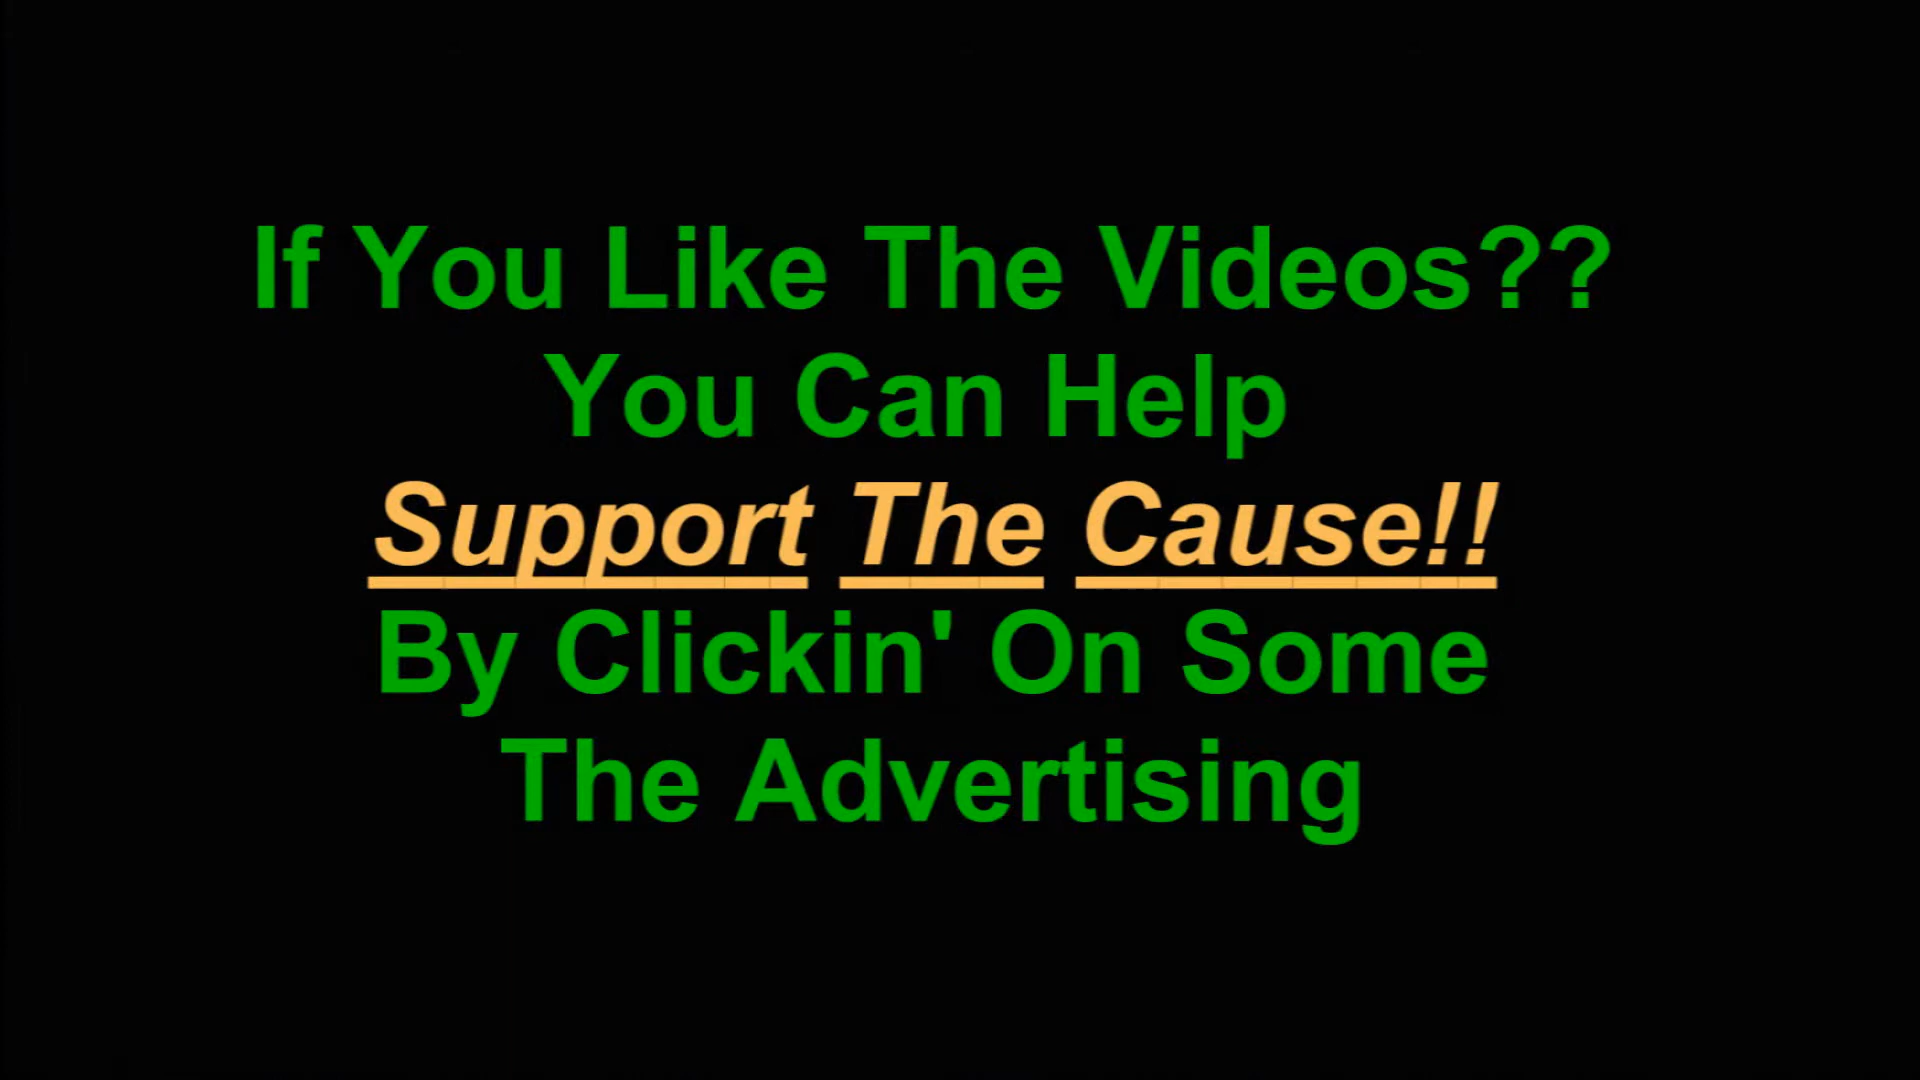 If You Like The Videos??
You Can Help
Support The Cause!!
By Clickin' On Some
The Advertising